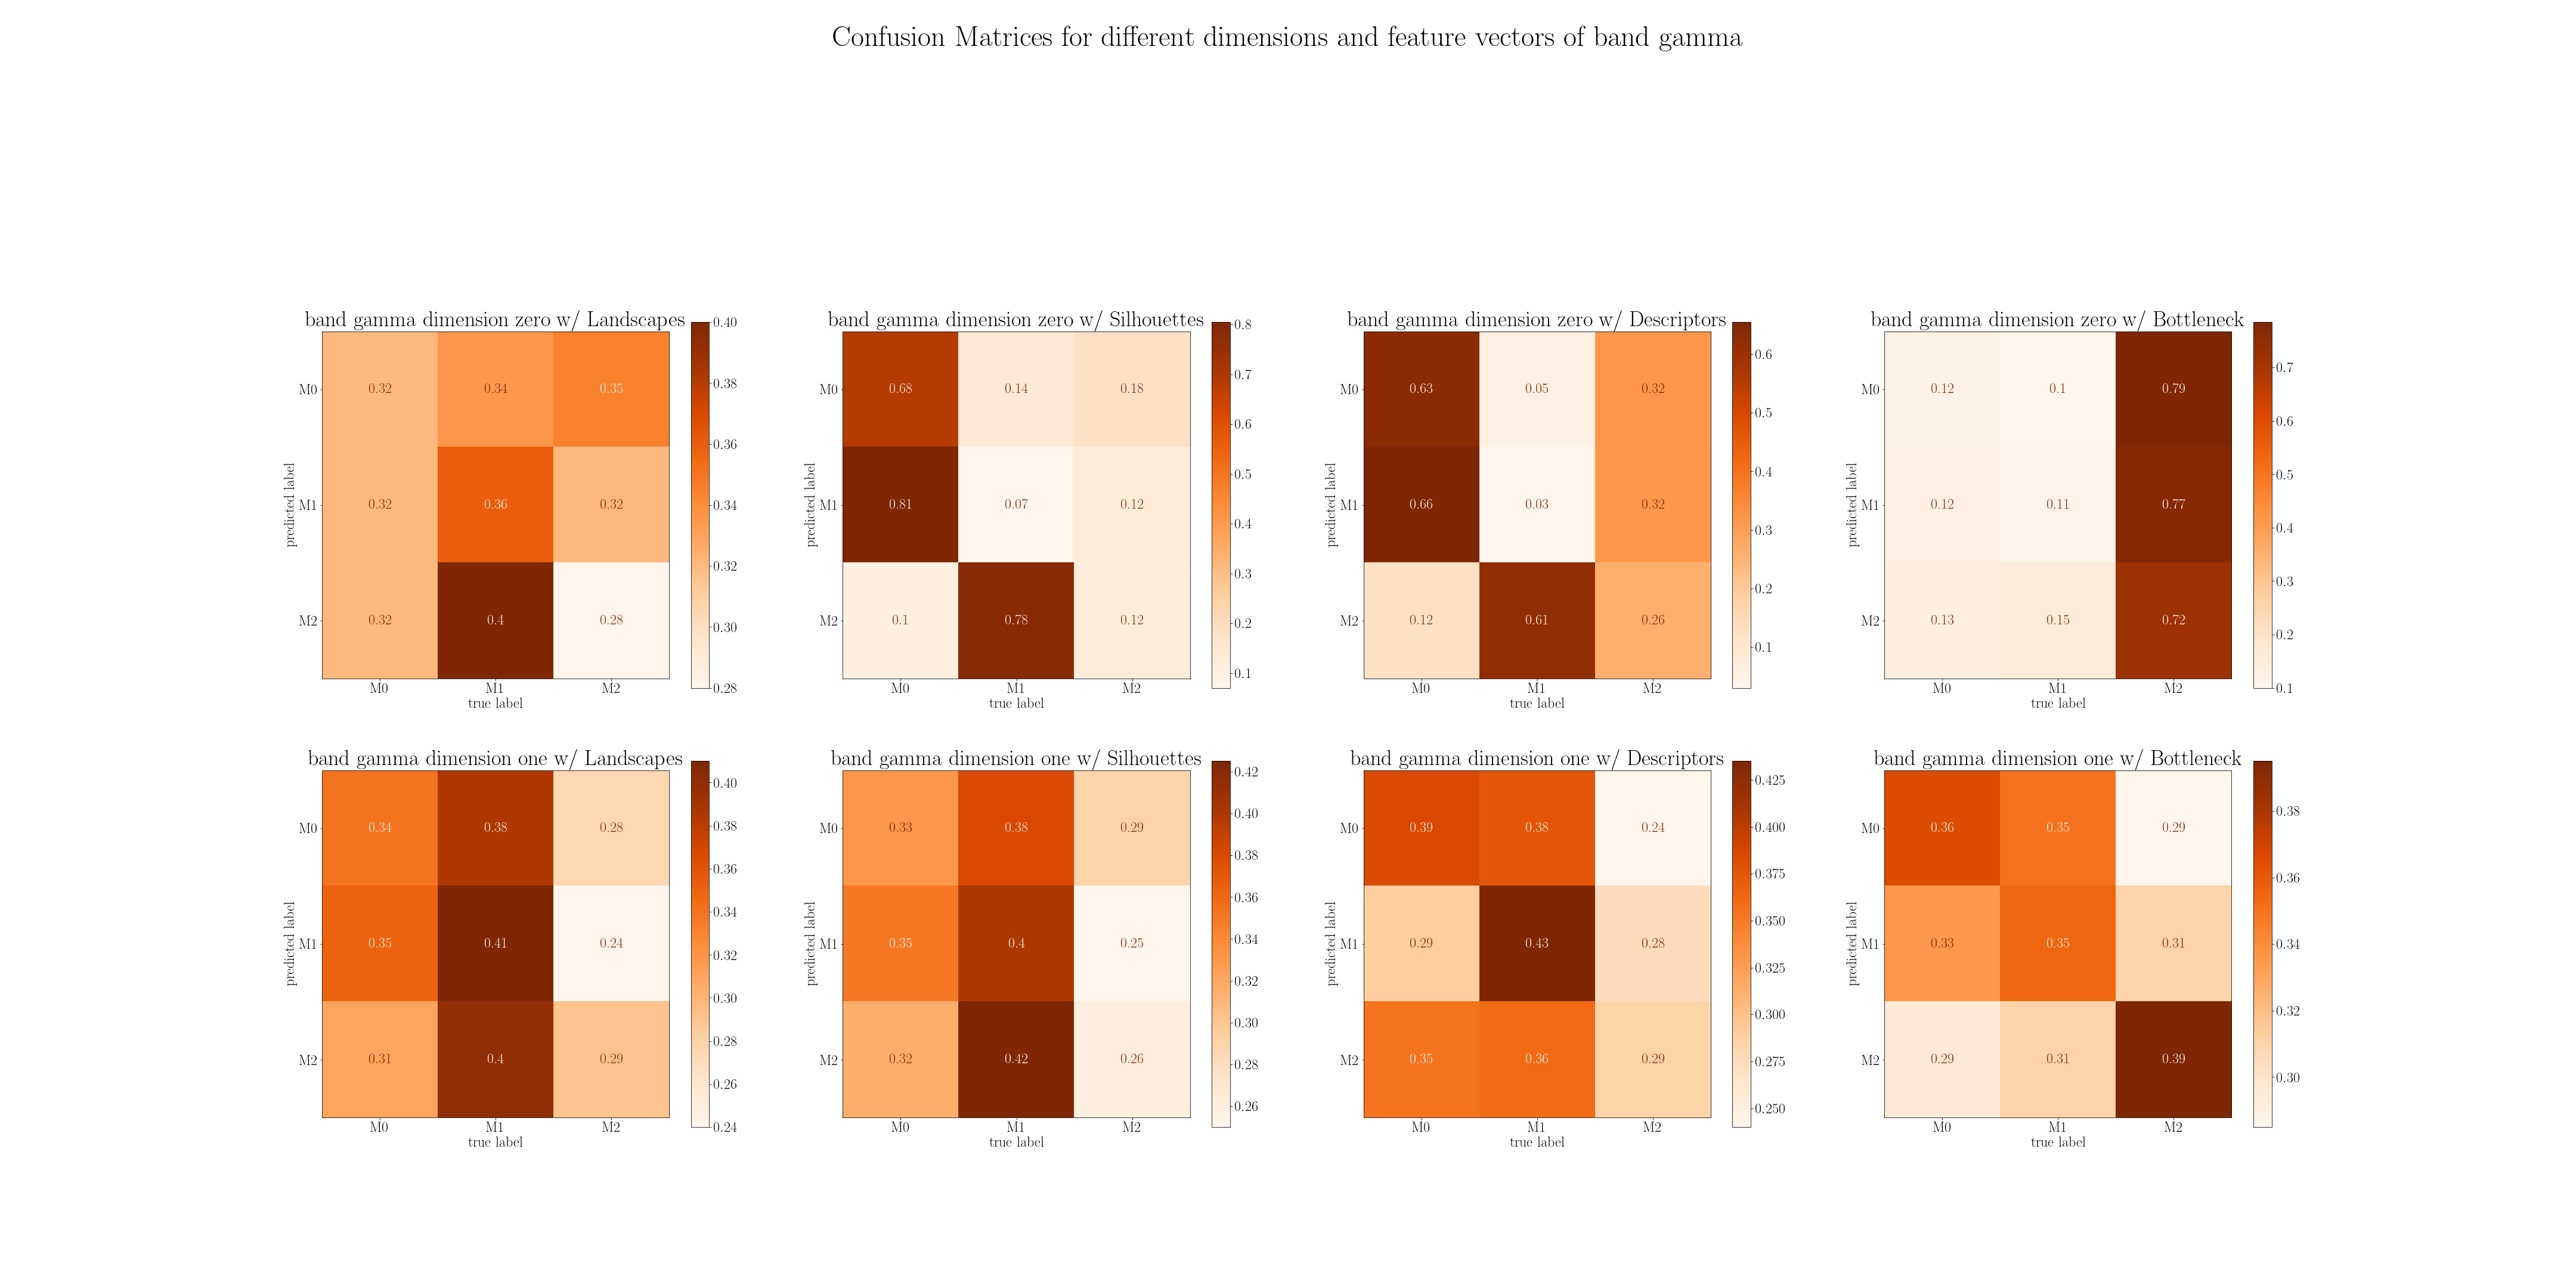 Confusion Matrices for different dimensions and feature vectors of band gamma
band gamma dimension zero w/ Landscapes
M0 0.32 0.34 0.35
M1 0.32 0.36 0.32
M2 0.32 0.4 0.28
M0 M1 M2
true label
predicted label
0.40
0.38
0.36
0.34
0.32
0.30
0.28
band gamma dimension zero w/ Silhouettes
M0 0.68 0.14 0.18
M1 0.81 0.07 0.12
M2 0.1 0.78 0.12
M0 M1 M2
true label
predicted label
0.8
0.7
0.6
0.5
0.4
0.3
0.2
0.1
band gamma dimension zero w/ Descriptors
M0 0.63 0.05 0.32
M1 0.66 0.03 0.32
M2 0.12 0.61 0.26
M0 M1 M2
true label
predicted label
0.6
0.5
0.4
0.3
0.2
0.1
band gamma dimension zero w/ Bottleneck
M0 0.12 0.1 0.79
M1 0.12 0.11 0.77
M2 0.13 0.15 0.72
M0 M1 M2
true label
predicted label
0.7
0.6
0.5
0.4
0.3
0.2
0.1
band gamma dimension one w/ Landscapes
M0 0.34 0.38 0.28
M1 0.35 0.41 0.24
M2 0.31 0.4 0.29
M0 M1 M2
true label
predicted label
0.40
0.38
0.36
0.34
0.32
0.30
0.28
0.26
0.24
band gamma dimension one w/ Silhouettes
M0 0.33 0.38 0.29
M1 0.35 0.4 0.25
M2 0.32 0.42 0.26
M0 M1 M2
true label
predicted label
0.42
0.40
0.38
0.36
0.34
0.32
0.30
0.28
0.26
band gamma dimension one w/ Descriptors
M0 0.39 0.38 0.24
M1 0.29 0.43 0.28
M2 0.35 0.36 0.29
M0 M1 M2
true label
predicted label
0.425
0.400
0.375
0.350
0.325
0.300
0.275
0.250
band gamma dimension one w/ Bottleneck
M0 0.36 0.35 0.29
M1 0.33 0.35 0.31
M2 0.29 0.31 0.39
M0 M1 M2
true label
predicted label
0.38
0.36
0.34
0.32
0.30